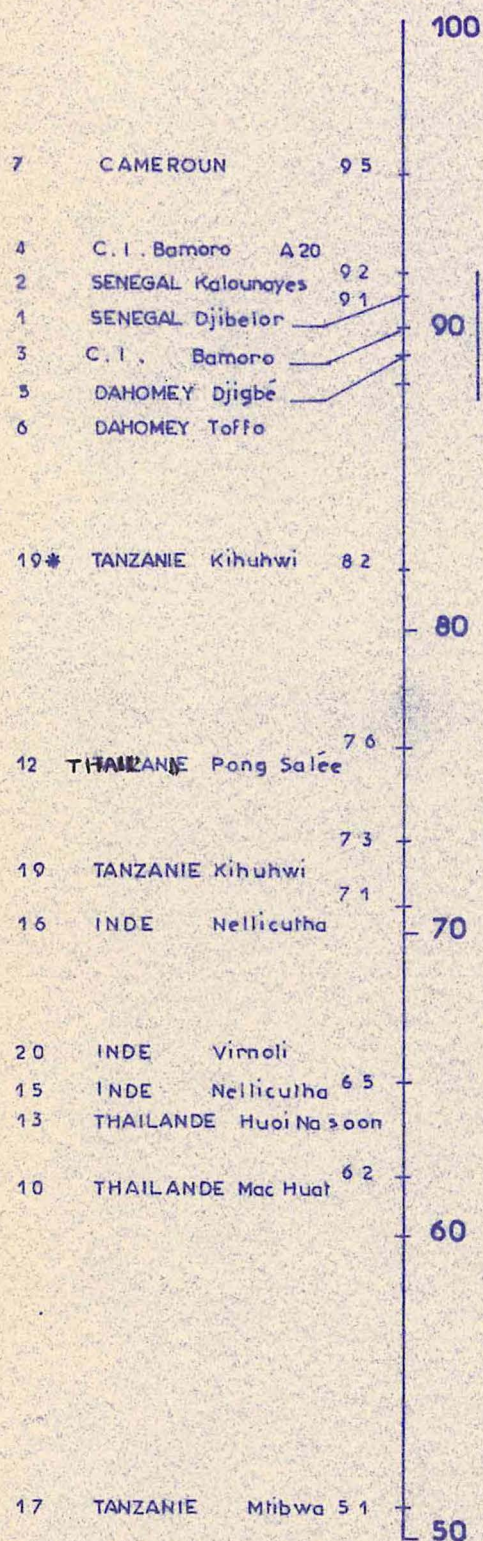 100
7 CAMEROUN 95
4 C.I. Bamoro A20
92
2 SENEGAL Kalounayes
91
1 SENEGAL Djibelor
90
3 C.I. Bamoro
5 DAHOMEY Djigbé
6 DAHOMEY Toffo
19* TANZANIE Kihuhwi 82
80
76
12 Pong Salée
73
19 TANZANIE Kihuhwi
71
16 INDE Nellicutha
70
20 INDE Virnoli
15 INDE Nellicutha 65
13 THAILANDE Huoi Na soon
62
10 THAILANDE Mac Huat
60
17 TANZANIE Mtibwa 51
50